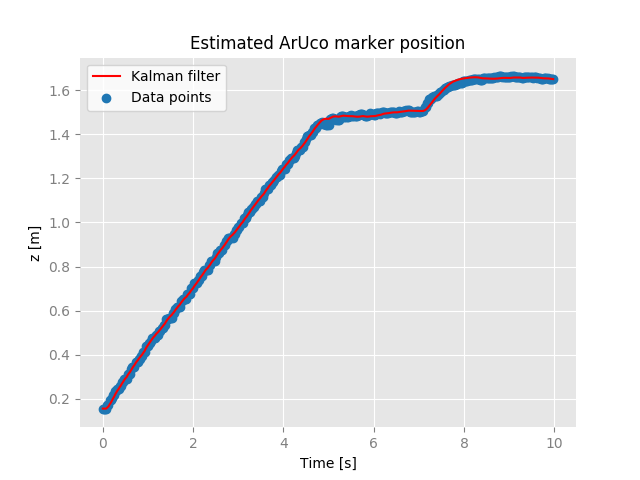 Estimated ArUco marker position
Kalman filter
Data points
1.6
1.4
1.2
1.0
0.8
0.6
0.4
0.2
z [m]
0 2 4 6 8 10
Time [s]